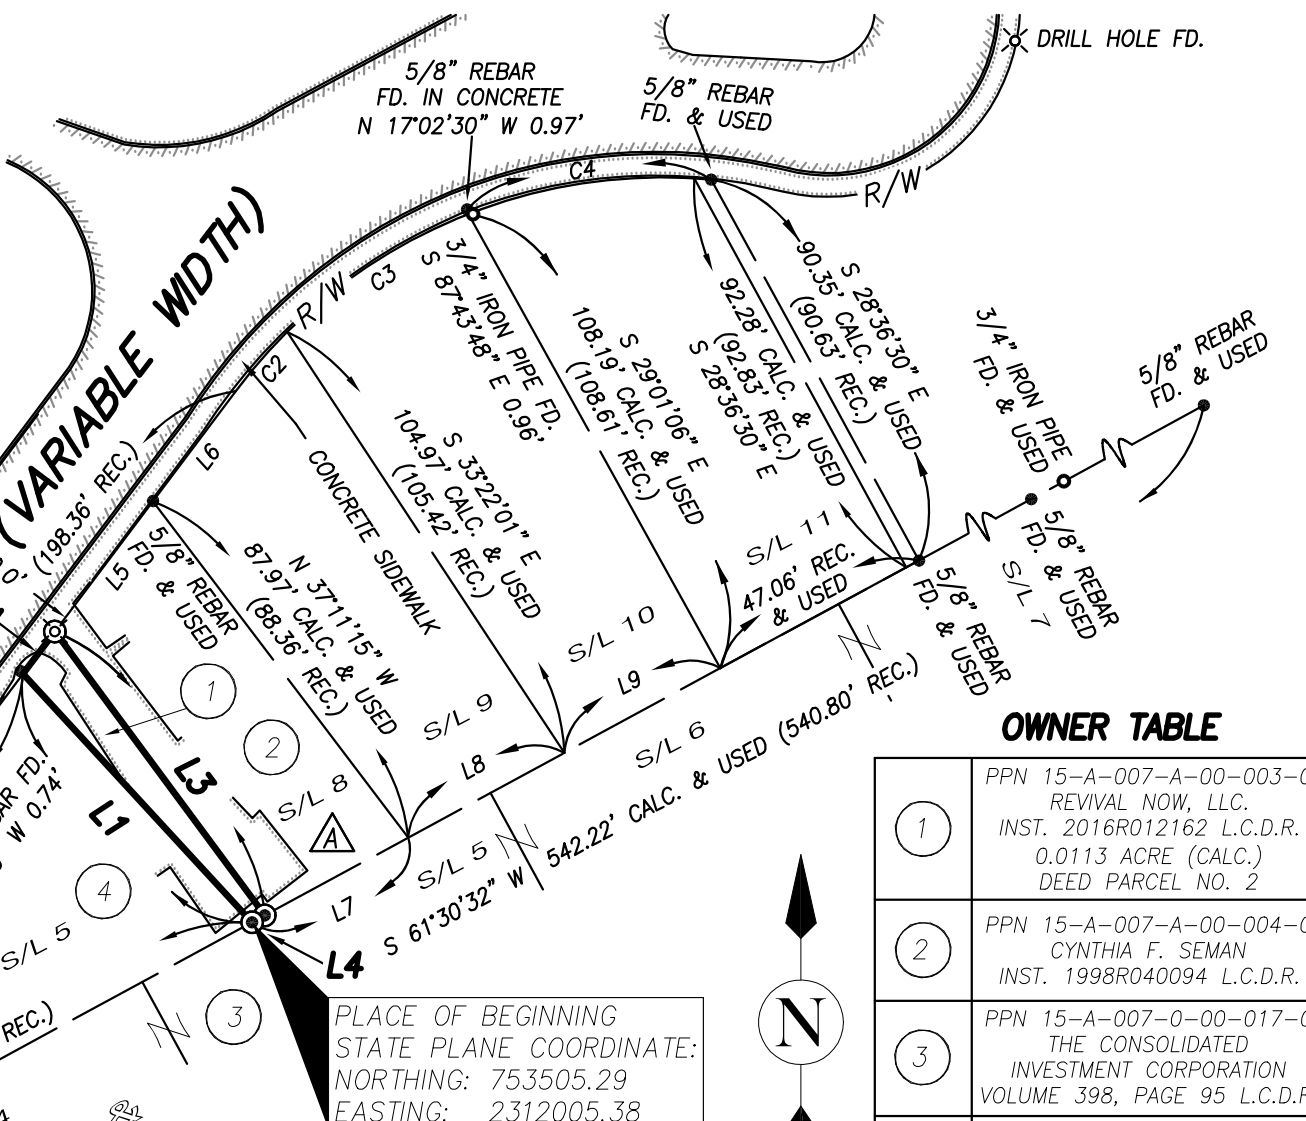 DRILL HOLE FD.
5/8" REBAR
FD. IN CONCRETE
N 17°02'30" W 0.97'
5/8" REBAR
FD. & USED
C4
R/W
(VARIABLE WIDTH)
R/W
C3
3/4" IRON PIPE FD.
S 87°43'48" E 0.96'
S 29°01'06" E
108.19' CALC. & USED
(108.61' REC.)
92.28' CALC. & USED
(92.83' REC.)
S 28°36'30" E
S 28°36'30" E
90.35' CALC. & USED
(90.63' REC.)
3/4" IRON PIPE
FD. & USED
5/8" REBAR
FD. & USED
C2
L6
CONCRETE SIDEWALK
S 33°22'01" E
104.97' CALC. & USED
(105.42' REC.)
0' (198.36' REC.)
L5
5/8" REBAR
FD. & USED
N 37°11'15" W
87.97' CALC. & USED
(88.36' REC.)
S/L 11
47.06' REC.
& USED
5/8" REBAR
FD. & USED
S/L 7
5/8" REBAR
FD. & USED
S/L 10
L9
S/L 9
L8
S/L 6
1
2
S/L 8
A
L3
L1
BAR FD.
W 0.74'
4
S/L 5
L7
S/L 5
S 61°30'32" W 542.22' CALC. & USED (540.80' REC.)
L4
3
REC.)
&
PLACE OF BEGINNING
STATE PLANE COORDINATE:
NORTHING: 753505.29
EASTING: 2312005.38
N
OWNER TABLE
1
PPN 15-A-007-A-00-003-0
REVIVAL NOW, LLC.
INST. 2016R012162 L.C.D.R.
0.0113 ACRE (CALC.)
DEED PARCEL NO. 2
2
PPN 15-A-007-A-00-004-0
CYNTHIA F. SEMAN
INST. 1998R040094 L.C.D.R.
3
PPN 15-A-007-0-00-017-0
THE CONSOLIDATED
INVESTMENT CORPORATION
VOLUME 398, PAGE 95 L.C.D.R